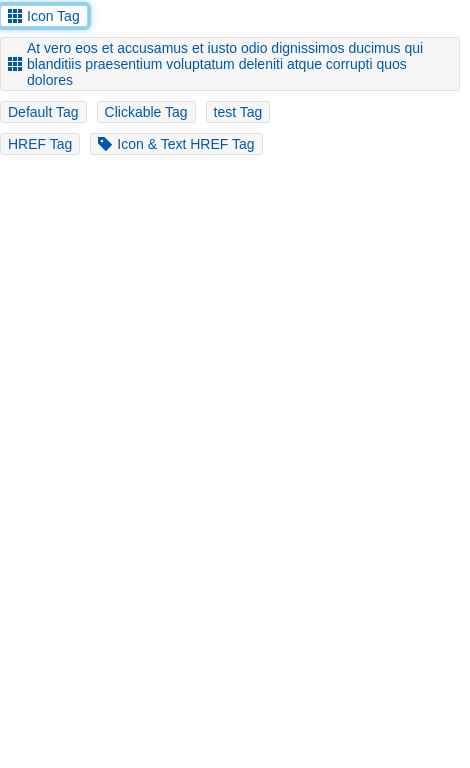 Icon Tag
At vero eos et accusamus et iusto odio dignissimos ducimus qui
blanditiis praesentium voluptatum deleniti atque corrupti quos
dolores
Default Tag Clickable Tag test Tag
HREF Tag Icon & Text HREF Tag